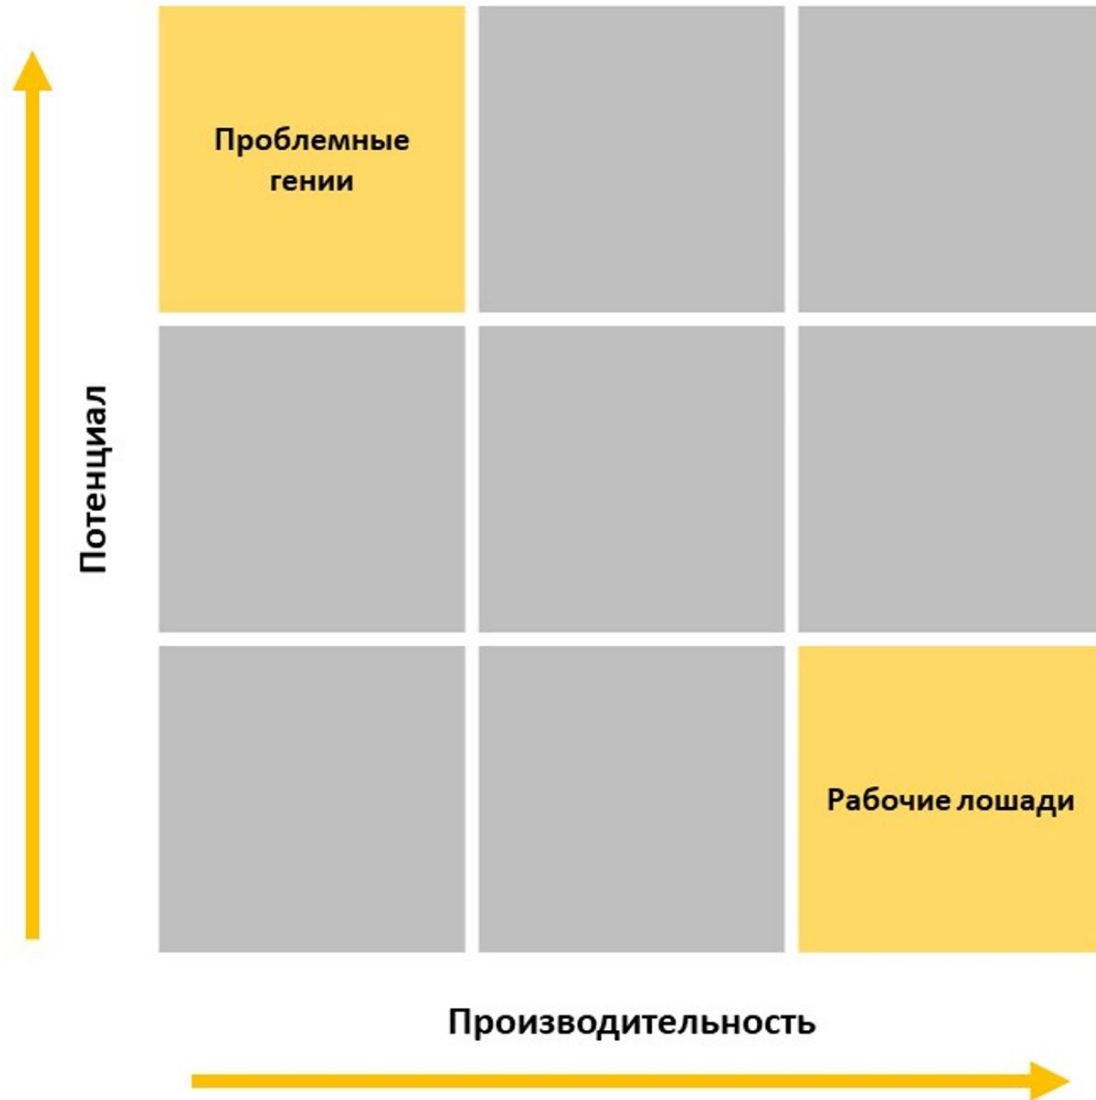 Проблемные
гении
Потенциал
Рабочие лошади
Производительность